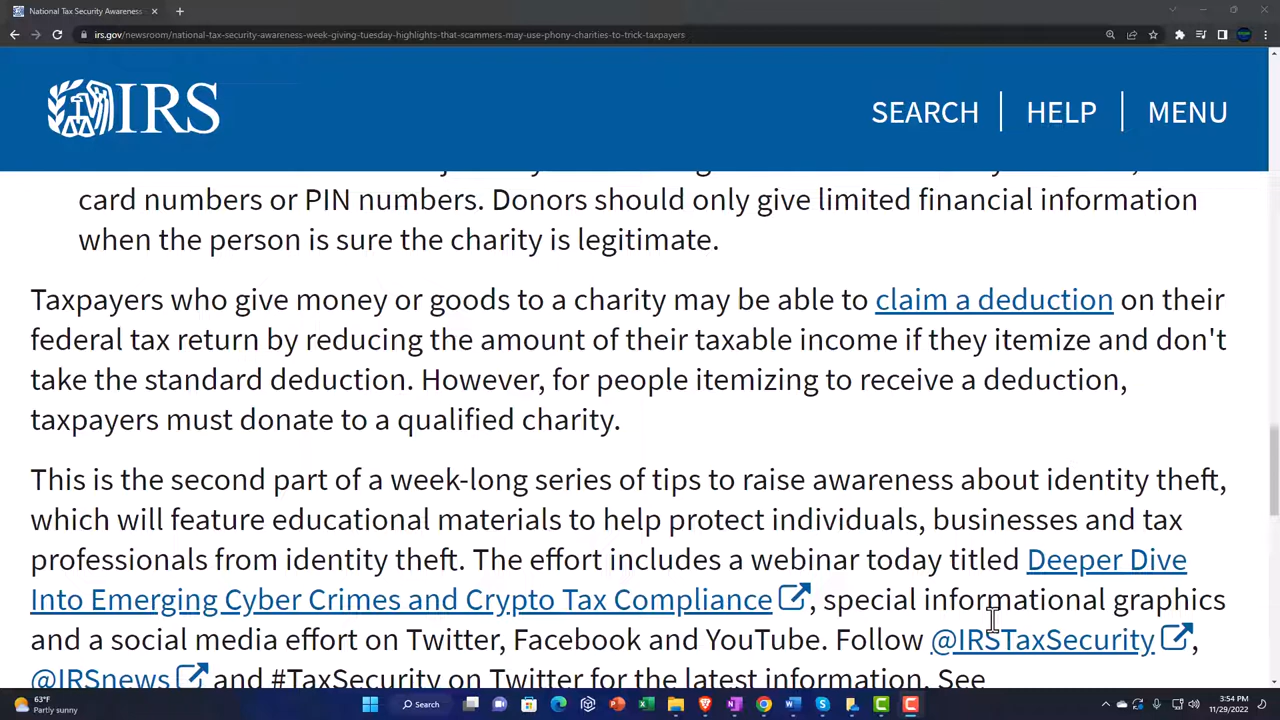 National Tax Security Awareness
irs.gov/newsroom/national-tax-security-awareness-week-giving-tuesday-highlights-that-scammers-may-use-phony-charities-to-trick-taxpayers
IRS
SEARCH
HELP
MENU
card numbers or PIN numbers. Donors should only give limited financial information
when the person is sure the charity is legitimate.
Taxpayers who give money or goods to a charity may be able to claim a deduction on their
federal tax return by reducing the amount of their taxable income if they itemize and don't
take the standard deduction. However, for people itemizing to receive a deduction,
taxpayers must donate to a qualified charity.
This is the second part of a week-long series of tips to raise awareness about identity theft,
which will feature educational materials to help protect individuals, businesses and tax
professionals from identity theft. The effort includes a webinar today titled Deeper Dive
Into Emerging Cyber Crimes and Crypto Tax Compliance, special informational graphics
and a social media effort on Twitter, Facebook and YouTube. Follow @IRSTaxSecurity,
@IRSnews and #TaxSecurity on Twitter for the latest information. See
63°F
Partly sunny
Search
3:54 PM
11/29/2022